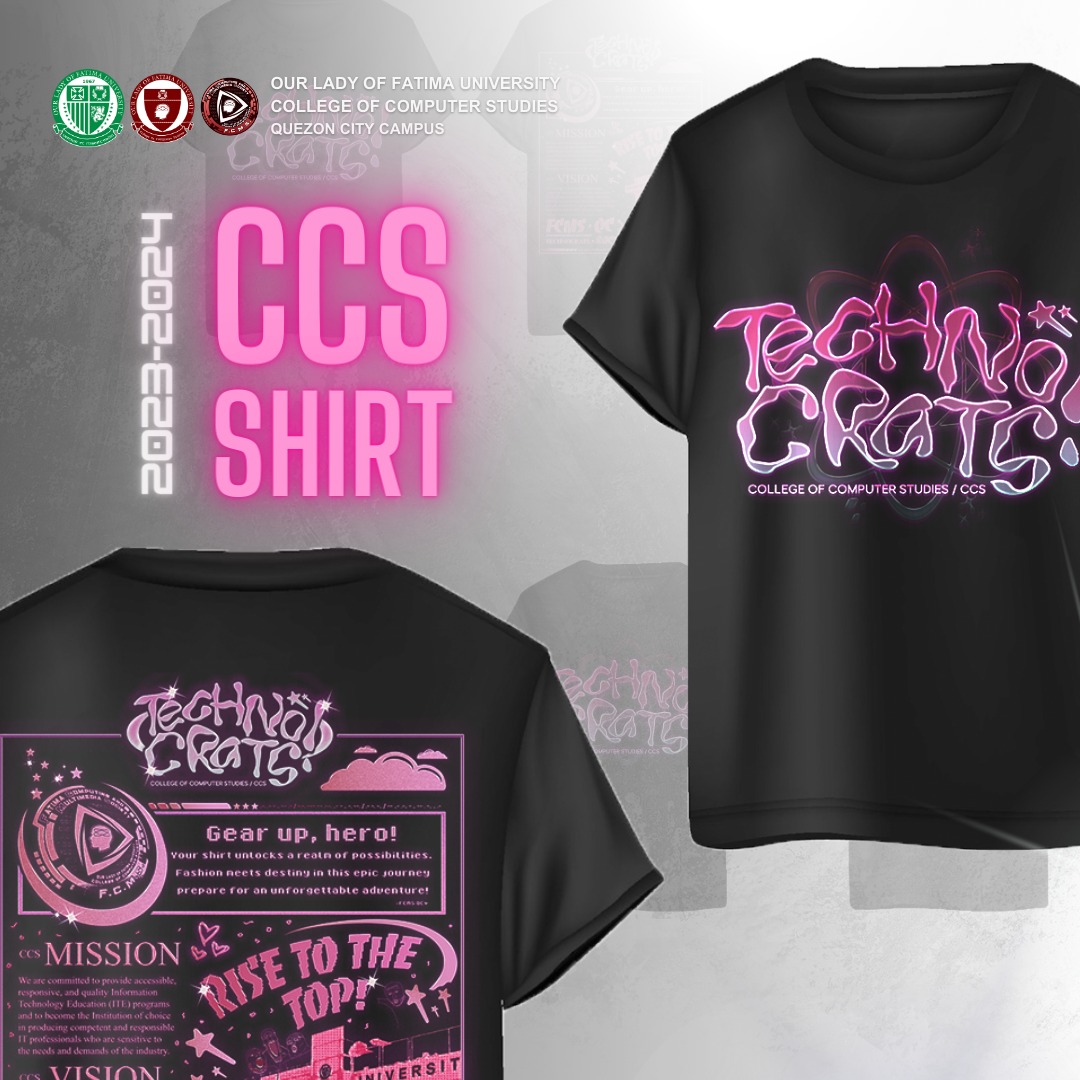 OUR LADY OF FATIMA UNIVERSITY
COLLEGE OF COMPUTER STUDIES
QUEZON CITY CAMPUS
2023-2024
CCS
SHIRT
TECHNO
CRATS!
COLLEGE OF COMPUTER STUDIES / CCS
TECHNO
CRATS!
COLLEGE OF COMPUTER STUDIES / CCS
Gear up, hero!
Your shirt unlocks a realm of possibilities.
Fashion meets destiny in this epic journey
prepare for an unforgettable adventure!
F.C.M.S
CCS MISSION
We are committed to provide accessible,
responsive, and quality Information
Technology Education (ITE) programs
and to become the Institution of choice
in producing competent and responsible
IT professionals who are sensitive to
the needs and demands of the industry.
RISE TO THE
TOP!
UNIVERSIT
CCS VISION